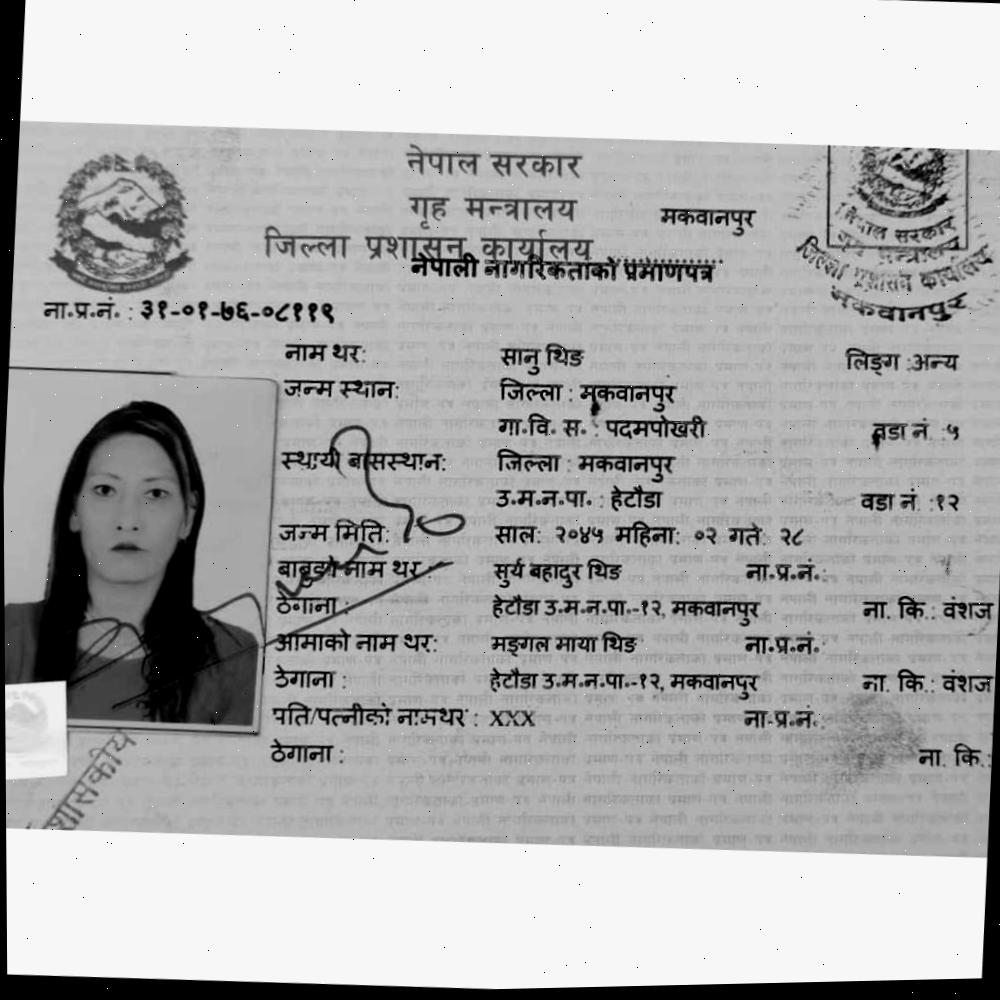 नेपाल सरकार
गृह मन्त्रालय
मकवानपुर
जिल्ला प्रशासन कार्यालय
नेपाली नागरिकताको प्रमाणपत्र
नेपाल सरकार
गृह मन्त्रालय
जिल्ला प्रशासन कार्यालय
मकवानपुर
ना.प्र.नं. : ३१-०१-७६-०८११९
नाम थर: सानु थिङ लिङ्ग :अन्य
जन्म स्थान: जिल्ला : मकवानपुर
गा.वि. स. : पदमपोखरी वडा नं. :५
स्थायी बासस्थान: जिल्ला : मकवानपुर
उ.म.न.पा. : हेटौडा वडा नं :१२
जन्म मिति: साल: २०४५ महिना: ०२ गते: २८
बाबुको नाम थर सुर्य बहादुर थिङ ना.प्र.नं.:
ठेगाना : हेटौडा उ.म.न.पा.-१२, मकवानपुर ना. कि.: वंशज
आमाको नाम थर: मङ्गल माया थिङ ना.प्र.नं.:
ठेगाना : हेटौडा उ.म.न.पा.-१२, मकवानपुर ना. कि.: वंशज
पति/पत्नीको नामथर : XXX ना.प्र.नं.:
ठेगाना : ना. कि.: